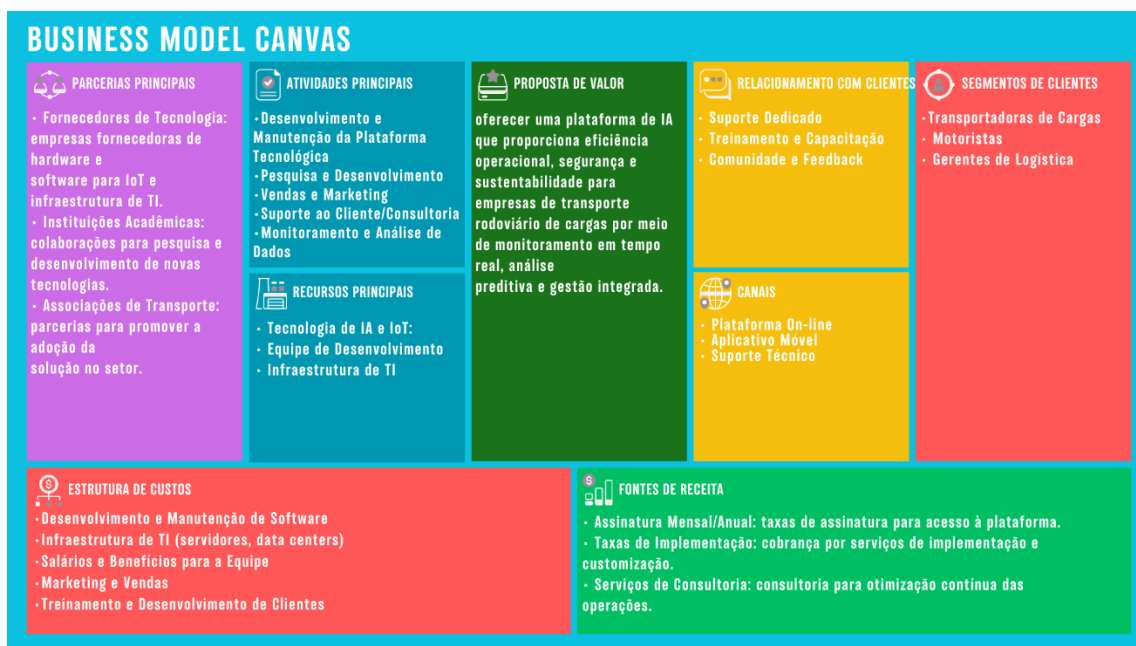 BUSINESS MODEL CANVAS
PARCERIAS PRINCIPAIS
• Fornecedores de Tecnologia:
empresas fornecedoras de
hardware e
software para IoT e
infraestrutura de TI.
• Instituições Acadêmicas:
colaborações para pesquisa e
desenvolvimento de novas
tecnologias.
• Associações de Transporte:
parcerias para promover a
adoção da
solução no setor.
ATIVIDADES PRINCIPAIS
•Desenvolvimento e
Manutenção da Plataforma
Tecnológica
•Pesquisa e Desenvolvimento
•Vendas e Marketing
•Suporte ao Cliente/Consultoria
•Monitoramento e Análise de
Dados
RECURSOS PRINCIPAIS
• Tecnologia de IA e IoT:
• Equipe de Desenvolvimento
• Infraestrutura de TI
PROPOSTA DE VALOR
oferecer uma plataforma de IA
que proporciona eficiência
operacional, segurança e
sustentabilidade para
empresas de transporte
rodoviário de cargas por meio
de monitoramento em tempo
real, análise
preditiva e gestão integrada.
RELACIONAMENTO COM CLIENTES
• Suporte Dedicado
• Treinamento e Capacitação
• Comunidade e Feedback
CANAIS
• Plataforma On-line
• Aplicativo Móvel
• Suporte Técnico
SEGMENTOS DE CLIENTES
•Transportadoras de Cargas
• Motoristas
• Gerentes de Logística
ESTRUTURA DE CUSTOS
•Desenvolvimento e Manutenção de Software
•Infraestrutura de TI (servidores, data centers)
•Salários e Benefícios para a Equipe
•Marketing e Vendas
•Treinamento e Desenvolvimento de Clientes
FONTES DE RECEITA
• Assinatura Mensal/Anual: taxas de assinatura para acesso à plataforma.
• Taxas de Implementação: cobrança por serviços de implementação e
customização.
• Serviços de Consultoria: consultoria para otimização contínua das
operações.